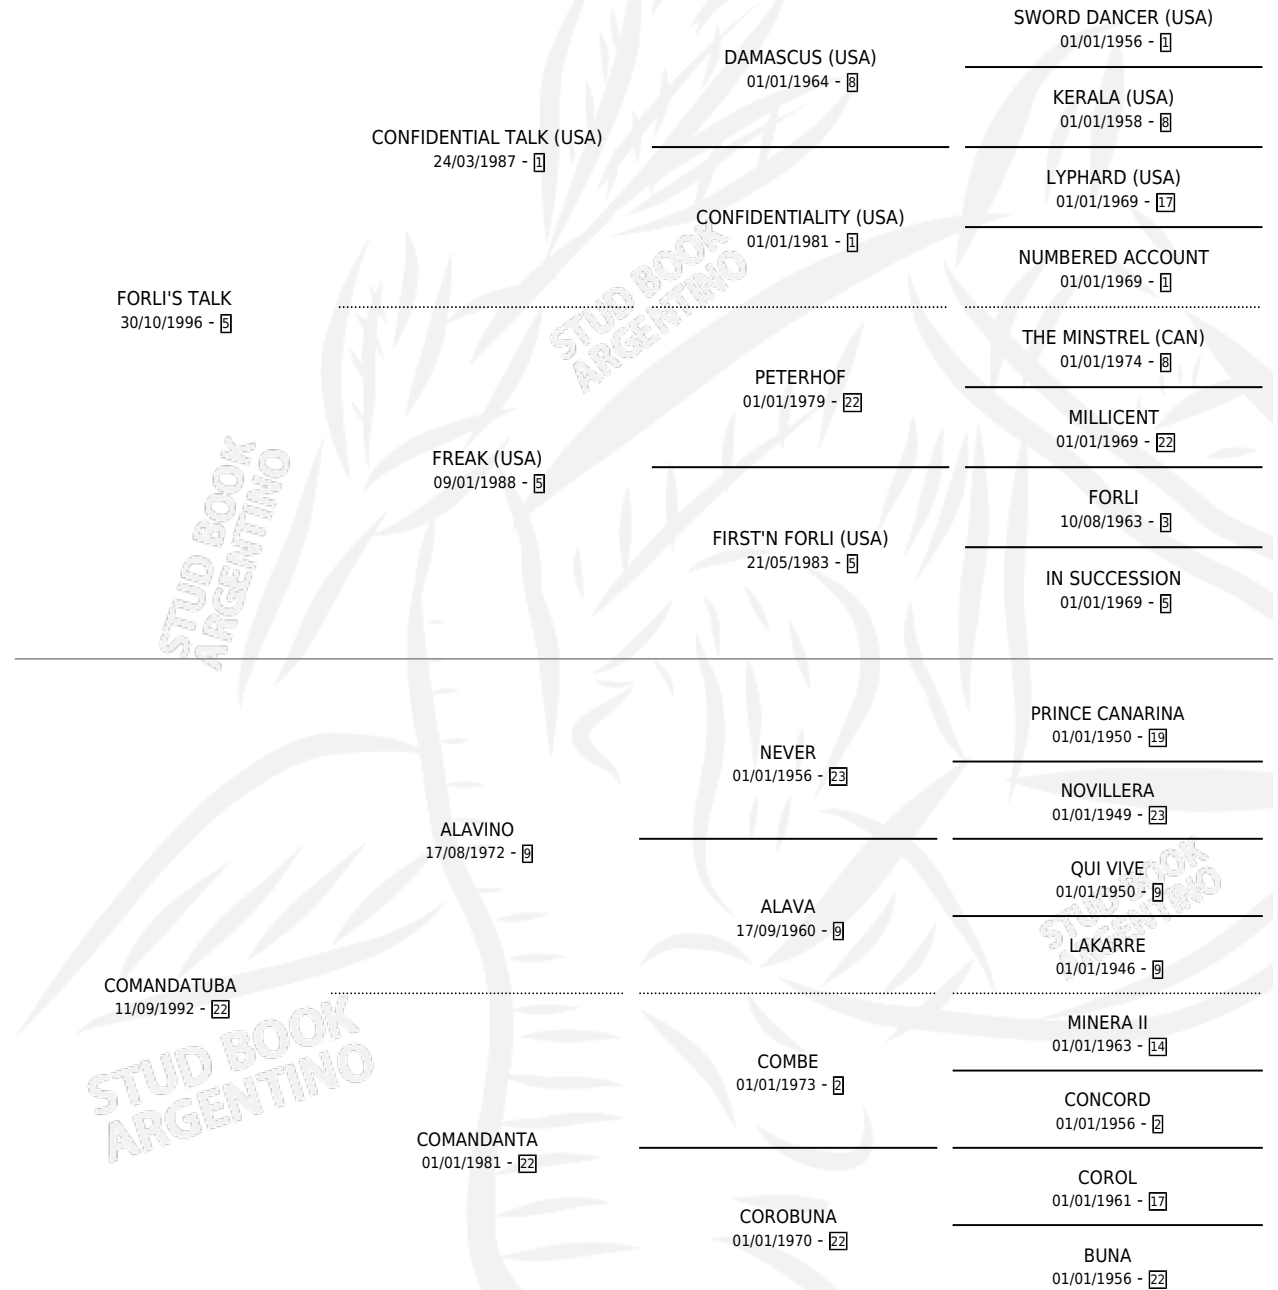 SWORD DANCER (USA)
01/01/1956 - 1
DAMASCUS (USA)
01/01/1964 - 8
KERALA (USA)
01/01/1958 - 8
CONFIDENTIAL TALK (USA)
24/03/1987 - 1
LYPHARD (USA)
01/01/1969 - 17
CONFIDENTIALITY (USA)
01/01/1981 - 1
NUMBERED ACCOUNT
01/01/1969 - 1
FORLI'S TALK
30/10/1996 - 5
THE MINSTREL (CAN)
01/01/1974 - 8
PETERHOF
01/01/1979 - 22
MILLICENT
01/01/1969 - 22
FREAK (USA)
09/01/1988 - 5
FORLI
10/08/1963 - 3
FIRST'N FORLI (USA)
21/05/1983 - 5
IN SUCCESSION
01/01/1969 - 5
PRINCE CANARINA
01/01/1950 - 19
NEVER
01/01/1956 - 23
NOVILLERA
01/01/1949 - 23
ALAVINO
17/08/1972 - 9
QUI VIVE
01/01/1950 - 9
ALAVA
17/09/1960 - 9
LAKARRE
01/01/1946 - 9
COMANDATUBA
11/09/1992 - 22
MINERA II
01/01/1963 - 14
COMBE
01/01/1973 - 2
CONCORD
01/01/1956 - 2
COMANDANTA
01/01/1981 - 22
COROL
01/01/1961 - 17
COROBUNA
01/01/1970 - 22
BUNA
01/01/1956 - 22
STUD BOOK
ARGENTINO
STUD BOOK
ARGENTINO
STUD BOOK
ARGENTINO
STUD BOOK
ARGENTINO